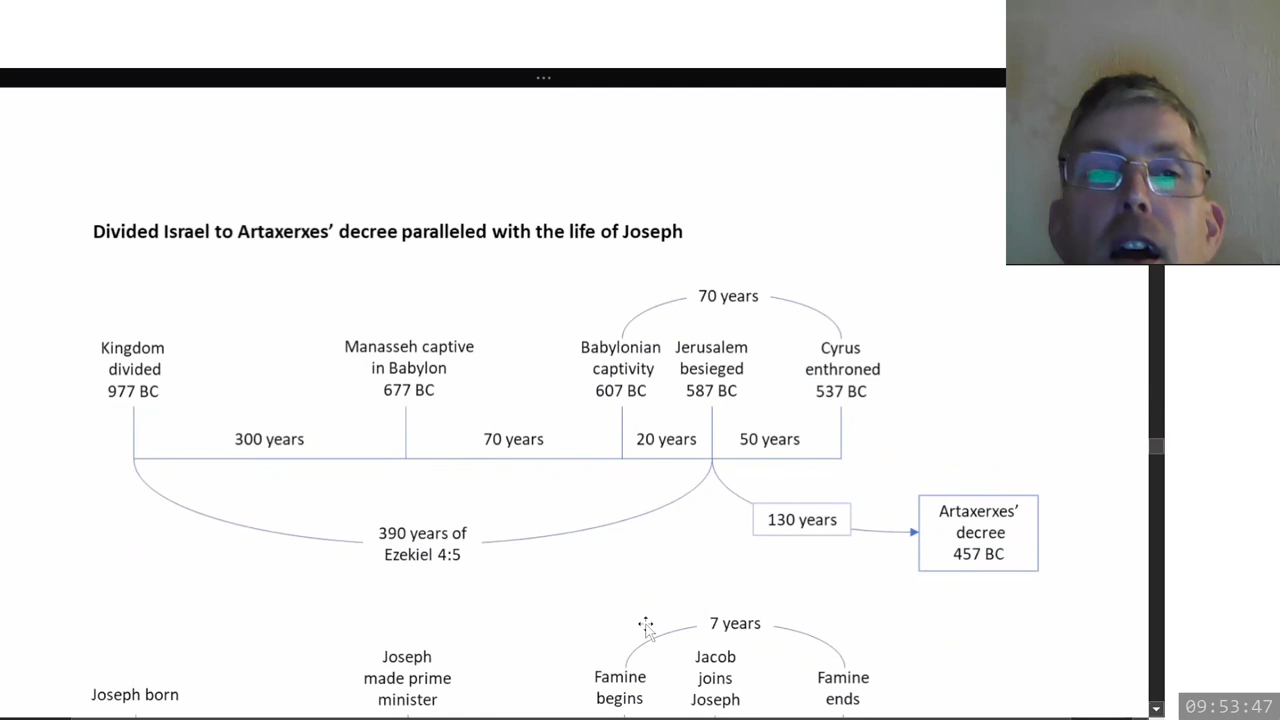 Divided Israel to Artaxerxes’ decree paralleled with the life of Joseph
70 years
Kingdom
divided
977 BC
Manasseh captive
in Babylon
677 BC
Babylonian
captivity
607 BC
Jerusalem
besieged
587 BC
Cyrus
enthroned
537 BC
300 years
70 years
20 years
50 years
390 years of
Ezekiel 4:5
130 years
Artaxerxes’
decree
457 BC
7 years
Joseph born
Joseph
made prime
minister
Famine
begins
Jacob
joins
Joseph
Famine
ends
09:53:47